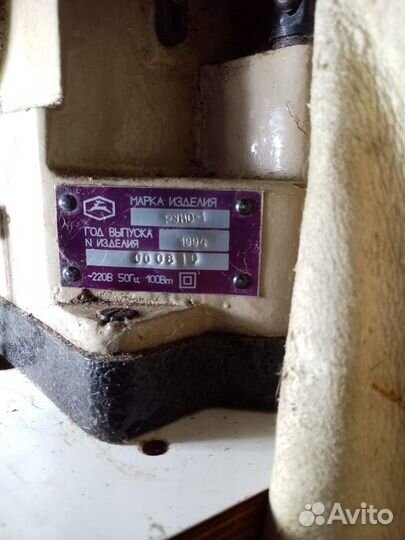 МАРКА ИЗДЕЛИЯ
РУНО-1
ГОД ВЫПУСКА 1994
N ИЗДЕЛИЯ
000810
~220В 50Гц 100Вт
Avito